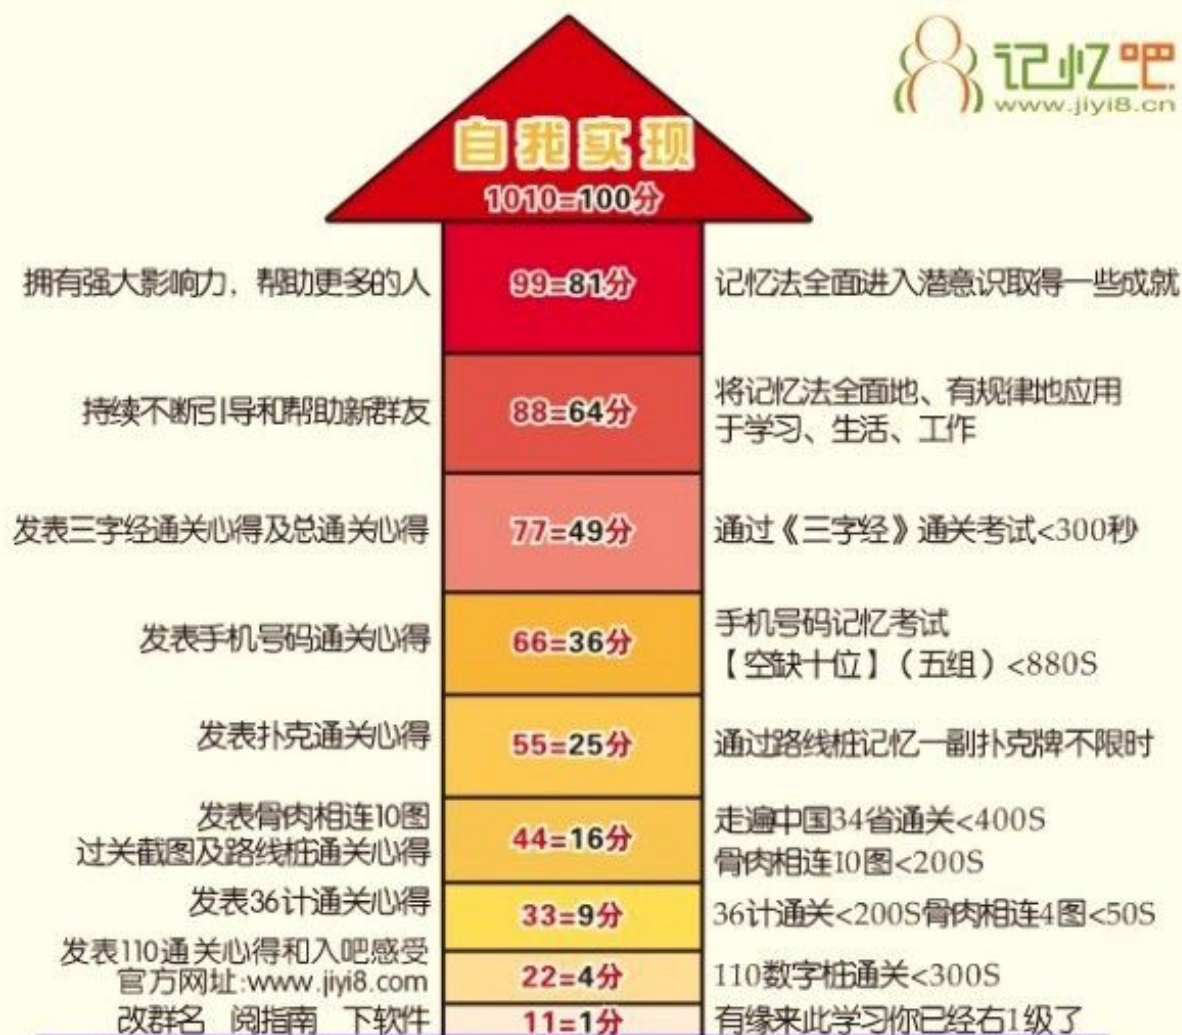 记忆吧
www.jiyi8.cn
自我实现
1010=100分
拥有强大影响力，帮助更多的人
99=81分
记忆法全面进入潜意识取得一些成就
持续不断引导和帮助新群友
88=64分
将记忆法全面地、有规律地应用
于学习、生活、工作
发表三字经通关心得及总通关心得
77=49分
通过《三字经》通关考试<300秒
发表手机号码通关心得
66=36分
手机号码记忆考试
【空缺十位】（五组）<880S
发表扑克通关心得
55=25分
通过路线桩记忆一副扑克牌不限时
发表骨肉相连10图
过关截图及路线桩通关心得
44=16分
走遍中国34省通关<400S
骨肉相连10图<200S
发表36计通关心得
33=9分
36计通关<200S骨肉相连4图<50S
发表110通关心得和入吧感受
官方网址:www.jiyi8.com
22=4分
110数字桩通关<300S
改群名 阅指南 下软件
11=1分
有缘来此学习你已经右1级了